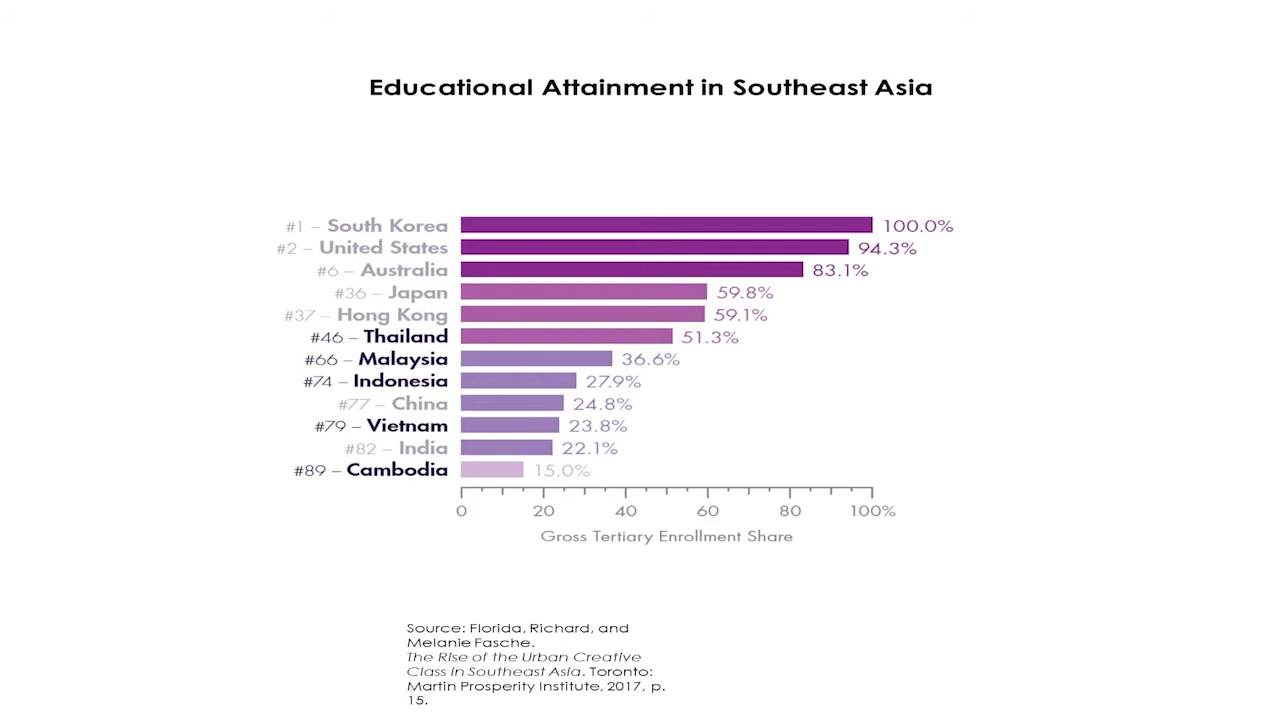 Educational Attainment in Southeast Asia
#1 – South Korea 100.0%
#2 – United States 94.3%
#6 – Australia 83.1%
#36 – Japan 59.8%
#37 – Hong Kong 59.1%
#46 – Thailand 51.3%
#66 – Malaysia 36.6%
#74 – Indonesia 27.9%
#77 – China 24.8%
#79 – Vietnam 23.8%
#82 – India 22.1%
#89 – Cambodia 15.0%
0 20 40 60 80 100%
Gross Tertiary Enrollment Share
Source: Florida, Richard, and
Melanie Fasche.
The Rise of the Urban Creative
Class in Southeast Asia. Toronto:
Martin Prosperity Institute, 2017, p.
15.